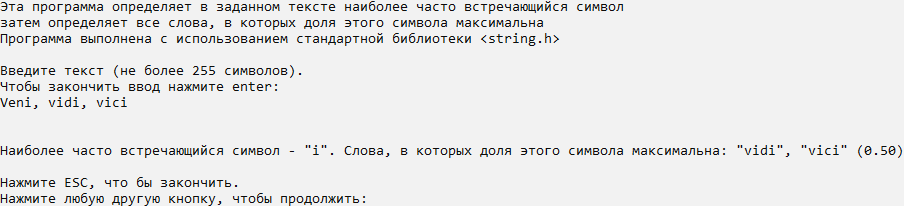 Эта программа определяет в заданном тексте наиболее часто встречающийся символ
затем определяет все слова, в которых доля этого символа максимальна
Программа выполнена с использованием стандартной библиотеки <string.h>
Введите текст (не более 255 символов).
Чтобы закончить ввод нажмите enter:
Veni, vidi, vici
Наиболее часто встречающийся символ - "i". Слова, в которых доля этого символа максимальна: "vidi", "vici" (0.50)
Нажмите ESC, что бы закончить.
Нажмите любую другую кнопку, чтобы продолжить: